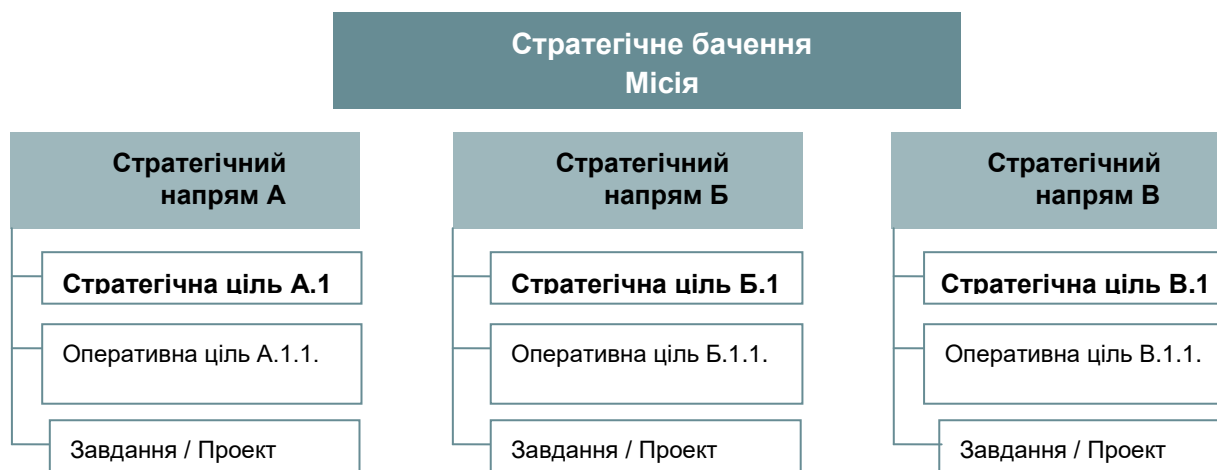 Стратегічне бачення
Місія
Стратегічний
напрям А
Стратегічний
напрям Б
Стратегічний
напрям В
Стратегічна ціль А.1
Стратегічна ціль Б.1
Стратегічна ціль В.1
Оперативна ціль А.1.1.
Оперативна ціль Б.1.1.
Оперативна ціль В.1.1.
Завдання / Проект
Завдання / Проект
Завдання / Проект